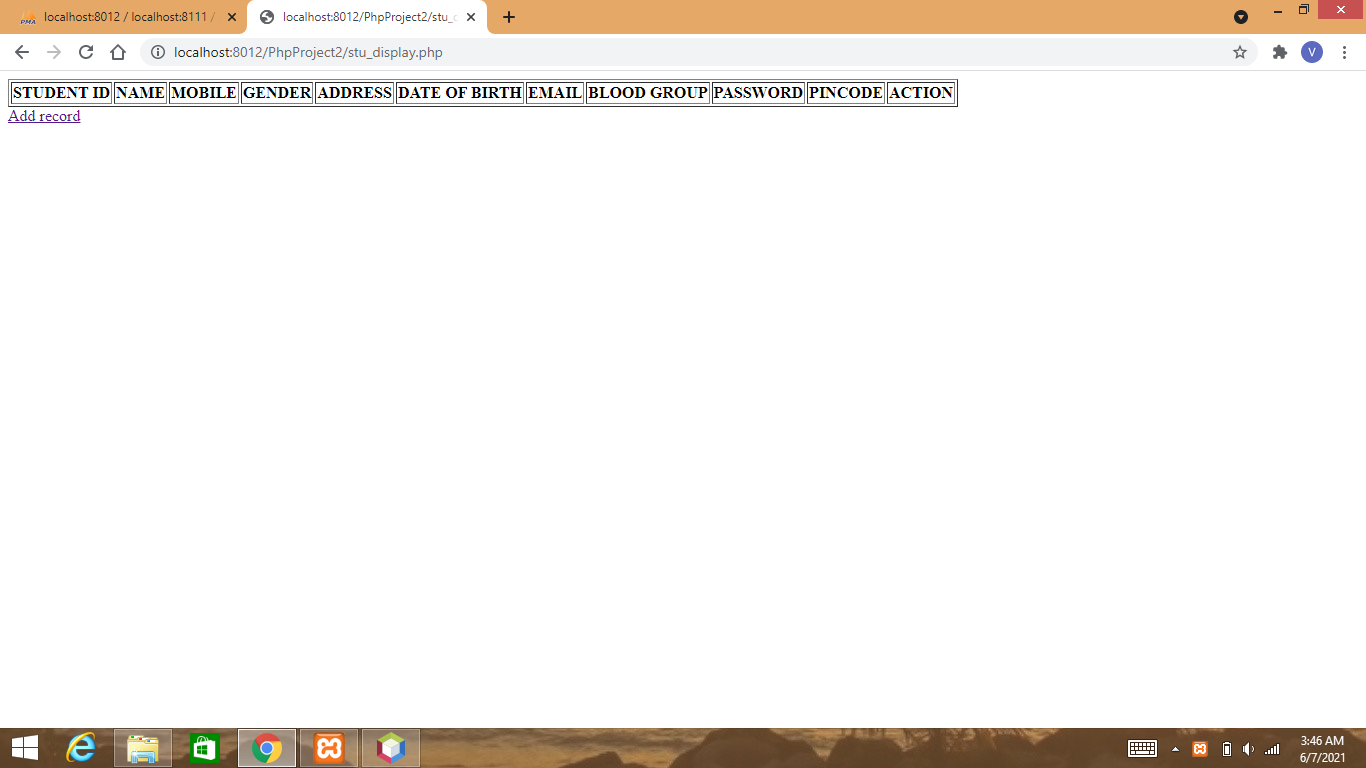 PMA localhost:8012 / localhost:8111 / localhost:8012/PhpProject2/stu_d
localhost:8012/PhpProject2/stu_display.php V
STUDENT ID NAME MOBILE GENDER ADDRESS DATE OF BIRTH EMAIL BLOOD GROUP PASSWORD PINCODE ACTION
Add record
3:46 AM
6/7/2021